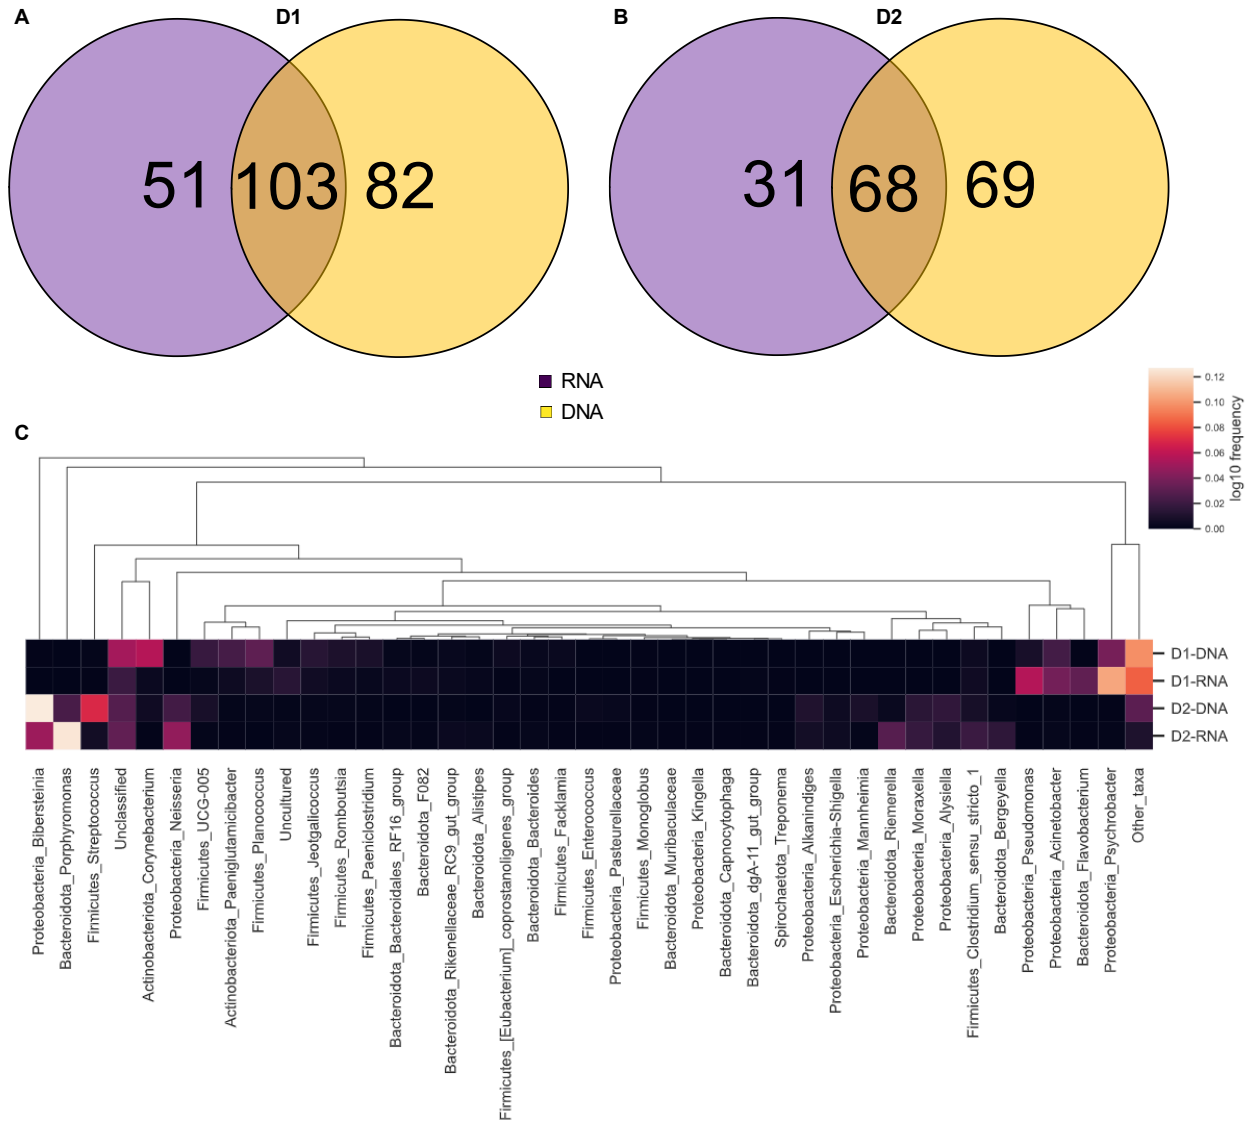 A
D1
B
D2
51
103
82
31
68
69
RNA
DNA
C
0.12
0.10
0.08
0.06
0.04
0.02
0.00
log10 frequency
D1-DNA
D1-RNA
D2-DNA
D2-RNA
Proteobacteria_Bibersteinia
Bacteroidota_Porphyromonas
Firmicutes_Streptococcus
Unclassified
Actinobacteriota_Corynebacterium
Proteobacteria_Neisseria
Firmicutes_UCG-005
Actinobacteriota_Paeniglutamicibacter
Firmicutes_Planococcus
Uncultured
Firmicutes_Jeotgalicoccus
Firmicutes_Romboutsia
Firmicutes_Paeniclostridium
Bacteroidota_Bacteroidales_RF16_group
Bacteroidota_F082
Bacteroidota_Rikenellaceae_RC9_gut_group
Bacteroidota_Alistipes
Firmicutes_[Eubacterium]_coprostanoligenes_group
Bacteroidota_Bacteroides
Firmicutes_Facklamia
Firmicutes_Enterococcus
Proteobacteria_Pasteurellaceae
Firmicutes_Monoglobus
Bacteroidota_Muribaculaceae
Proteobacteria_Kingella
Bacteroidota_Capnocytophaga
Bacteroidota_dgA-11_gut_group
Spirochaetota_Treponema
Proteobacteria_Alkanindiges
Proteobacteria_Escherichia-Shigella
Proteobacteria_Mannheimia
Bacteroidota_Riemerella
Proteobacteria_Moraxella
Proteobacteria_Alysiella
Firmicutes_Clostridium_sensu_stricto_1
Bacteroidota_Bergeyella
Proteobacteria_Pseudomonas
Proteobacteria_Acinetobacter
Bacteroidota_Flavobacterium
Proteobacteria_Psychrobacter
Other_taxa